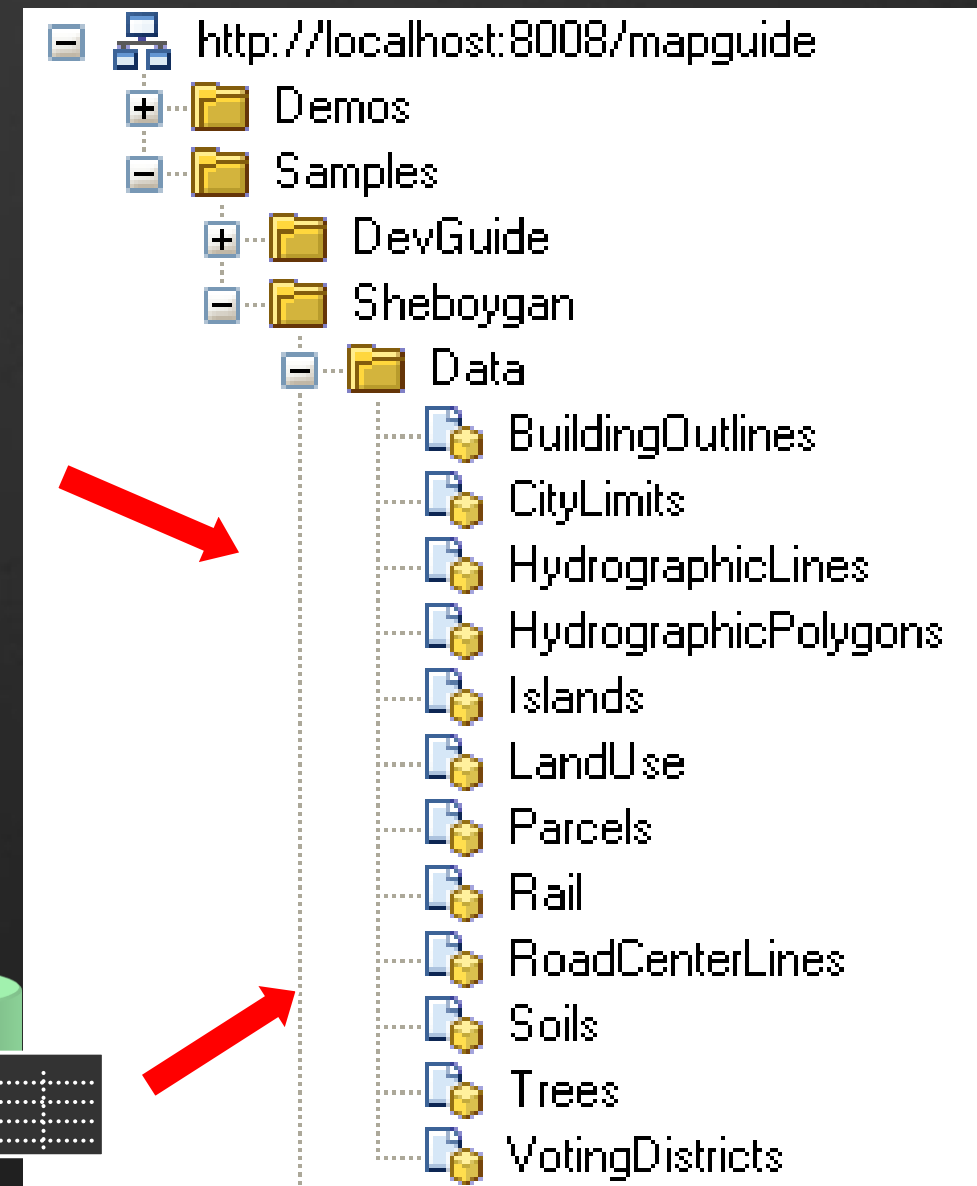 http://localhost:8008/mapguide
Demos
Samples
DevGuide
Sheboygan
Data
BuildingOutlines
CityLimits
HydrographicLines
HydrographicPolygons
Islands
LandUse
Parcels
Rail
RoadCenterLines
Soils
Trees
VotingDistricts